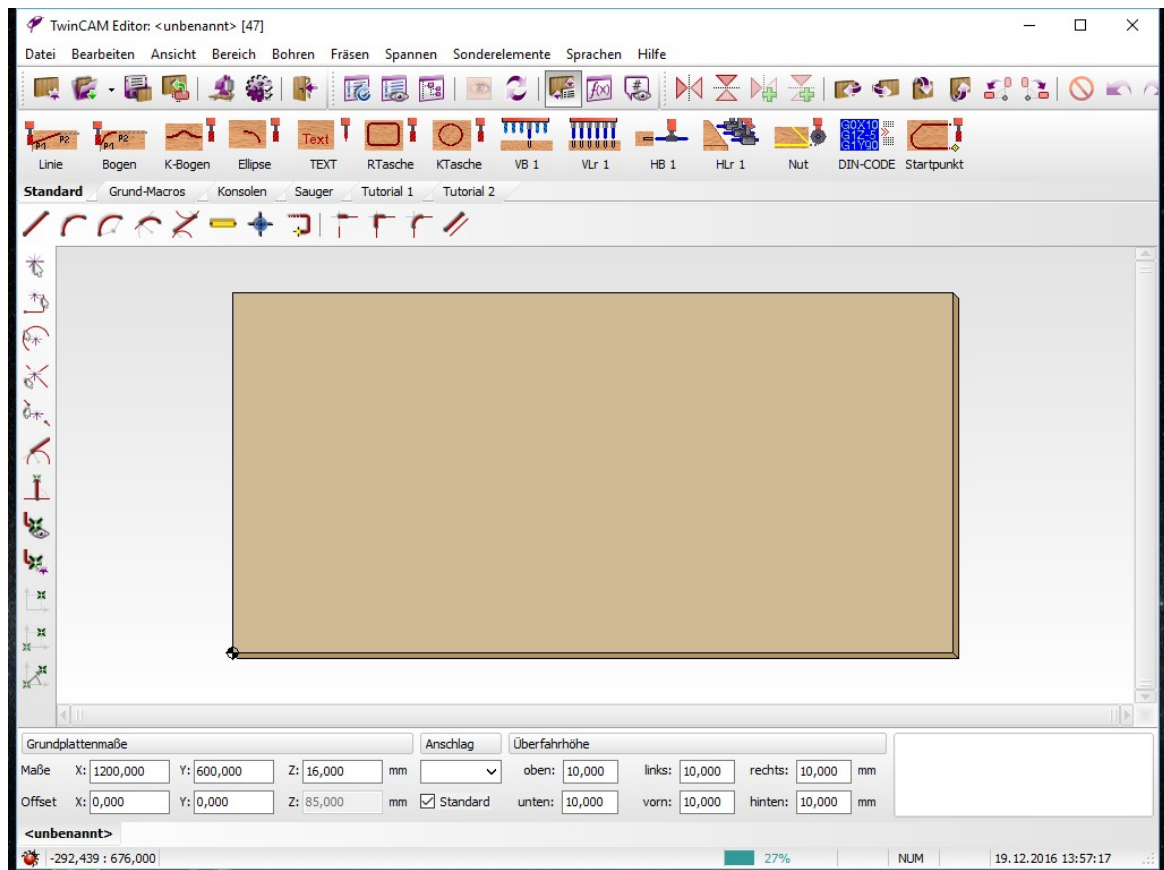 TwinCAM Editor: <unbenannt> [47]
Datei Bearbeiten Ansicht Bereich Bohren Fräsen Spannen Sonderelemente Sprachen Hilfe
f(x) #
P1 P2 P1 P2 Text G0X10 G1Z-5 G1Y90
Linie Bogen K-Bogen Ellipse TEXT RTasche KTasche VB 1 VLr 1 HB 1 HLr 1 Nut DIN-CODE Startpunkt
Standard Grund-Macros Konsolen Sauger Tutorial 1 Tutorial 2
Grundplattenmaße Anschlag Überfahrhöhe
Maße X: 1200,000 Y: 600,000 Z: 16,000 mm oben: 10,000 links: 10,000 rechts: 10,000 mm
Offset X: 0,000 Y: 0,000 Z: 85,000 mm Standard unten: 10,000 vorn: 10,000 hinten: 10,000 mm
<unbenannt>
-292,439 : 676,000 27% NUM 19.12.2016 13:57:17